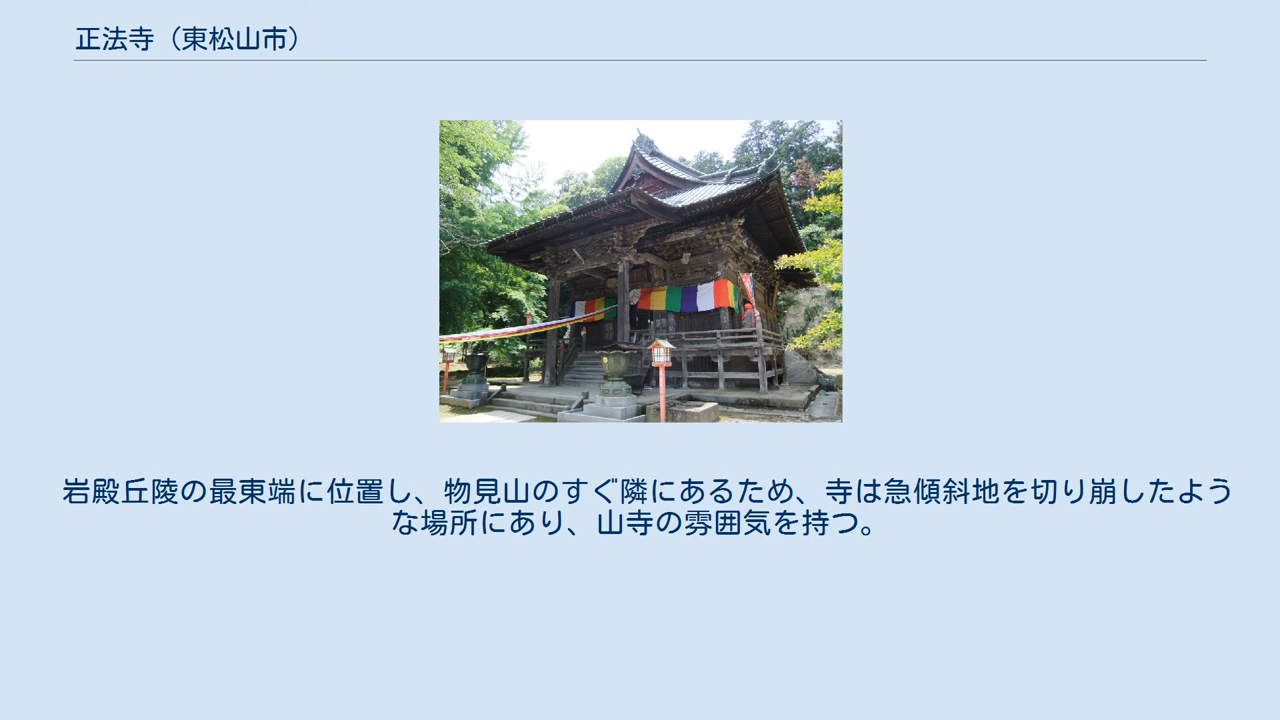 正法寺（東松山市）
岩殿丘陵の最東端に位置し、物見山のすぐ隣にあるため、寺は急傾斜地を切り崩したよう
な場所にあり、山寺の雰囲気を持つ。